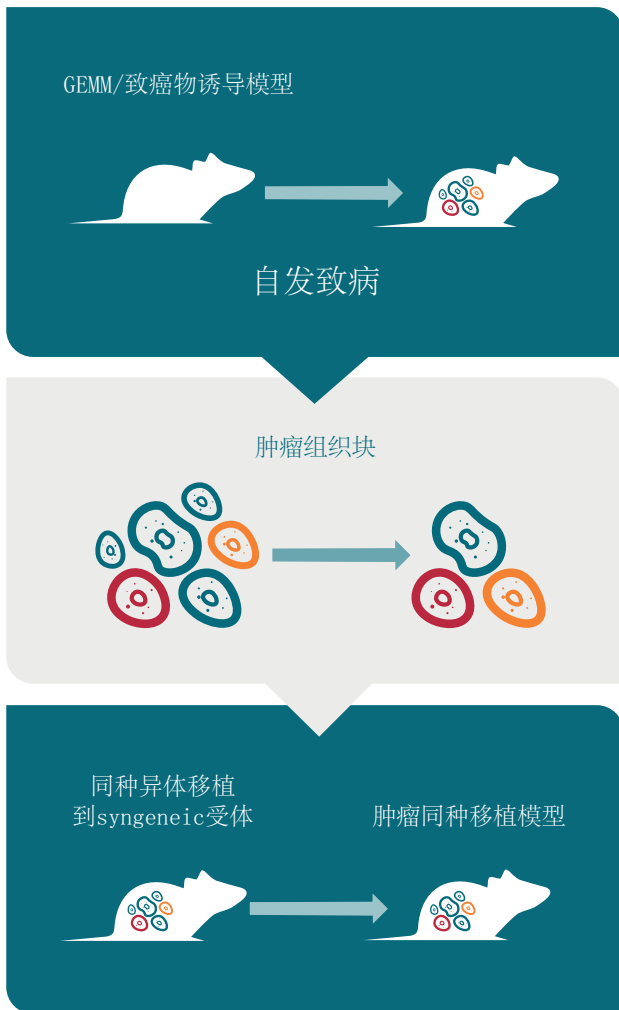 GEMM/致癌物诱导模型
自发致病
肿瘤组织块
同种异体移植
到syngeneic受体
肿瘤同种移植模型